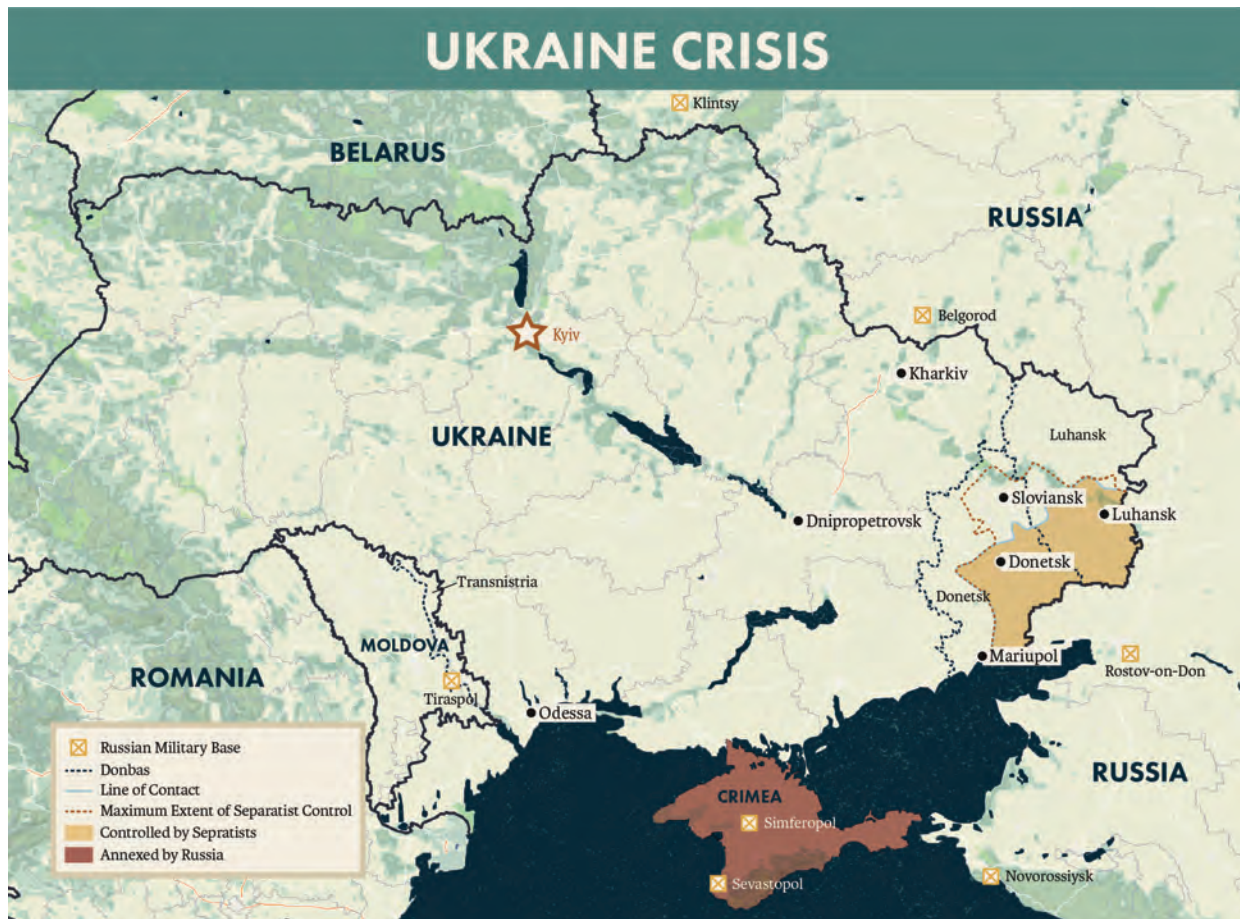 UKRAINE CRISIS
Klintsy
BELARUS
RUSSIA
Belgorod
Kyiv
Kharkiv
UKRAINE
Luhansk
Sloviansk
Luhansk
Dnipropetrovsk
Donetsk
Transnistria
Donetsk
MOLDOVA
Mariupol
ROMANIA
Rostov-on-Don
Tiraspol
Odessa
Russian Military Base
Donbas
Line of Contact
Maximum Extent of Separatist Control
Controlled by Sepratists
Annexed by Russia
RUSSIA
CRIMEA
Simferopol
Sevastopol
Novorossiysk